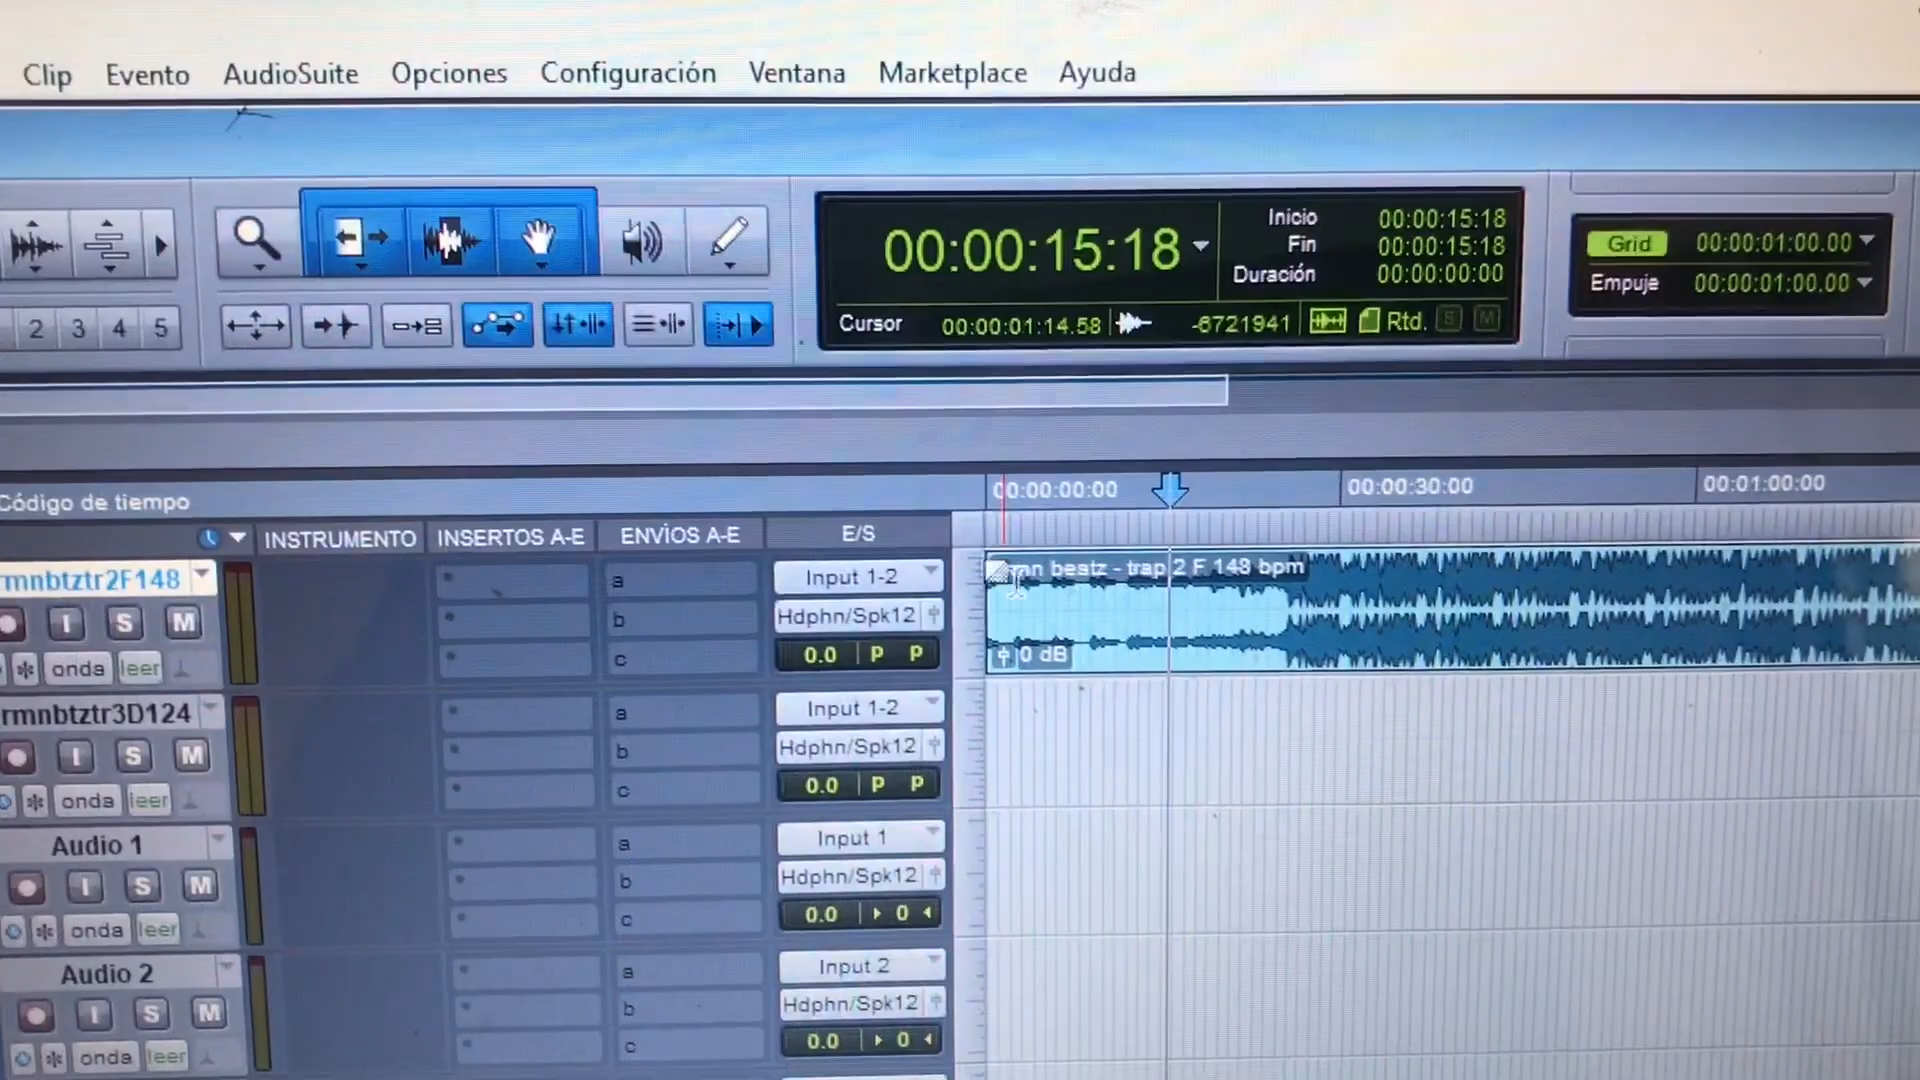 Clip Evento AudioSuite Opciones Configuración Ventana Marketplace Ayuda
00:00:15:18
Inicio 00:00:15:18
Fin 00:00:15:18
Duración 00:00:00:00
Cursor 00:00:01:14.58 -6721941 Rtd. S M
Grid 00:00:01:00.00
Empuje 00:00:01:00.00
2 3 4 5
Código de tiempo
00:00:00:00 00:00:30:00 00:01:00:00
INSTRUMENTO INSERTOS A-E ENVÍOS A-E E/S
rmnbtztr2F148
I S M
onda leer
a
b
c
Input 1-2
Hdphn/Spk12
0.0 P P
beatz - trap 2 F 148 bpm
0 dB
rmnbtztr3D124
I S M
onda leer
a
b
c
Input 1-2
Hdphn/Spk12
0.0 P P
Audio 1
I S M
onda leer
a
b
c
Input 1
Hdphn/Spk12
0.0 0
Audio 2
I S M
onda leer
a
b
c
Input 2
Hdphn/Spk12
0.0 0